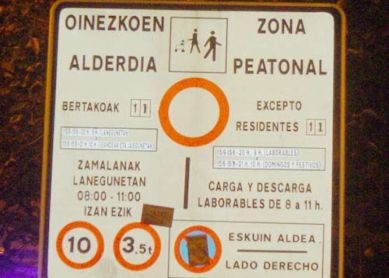 OINEZKOEN ZONA
ALDERDIA PEATONAL
BERTAKOAK EXCEPTO
RESIDENTES
ZAMALANAK
LANEGUNETAN
08:00 - 11:00
IZAN EZIK
CARGA Y DESCARGA
LABORABLES DE 8 a 11 h.
10
3,5t
ESKUIN ALDEA
LADO DERECHO